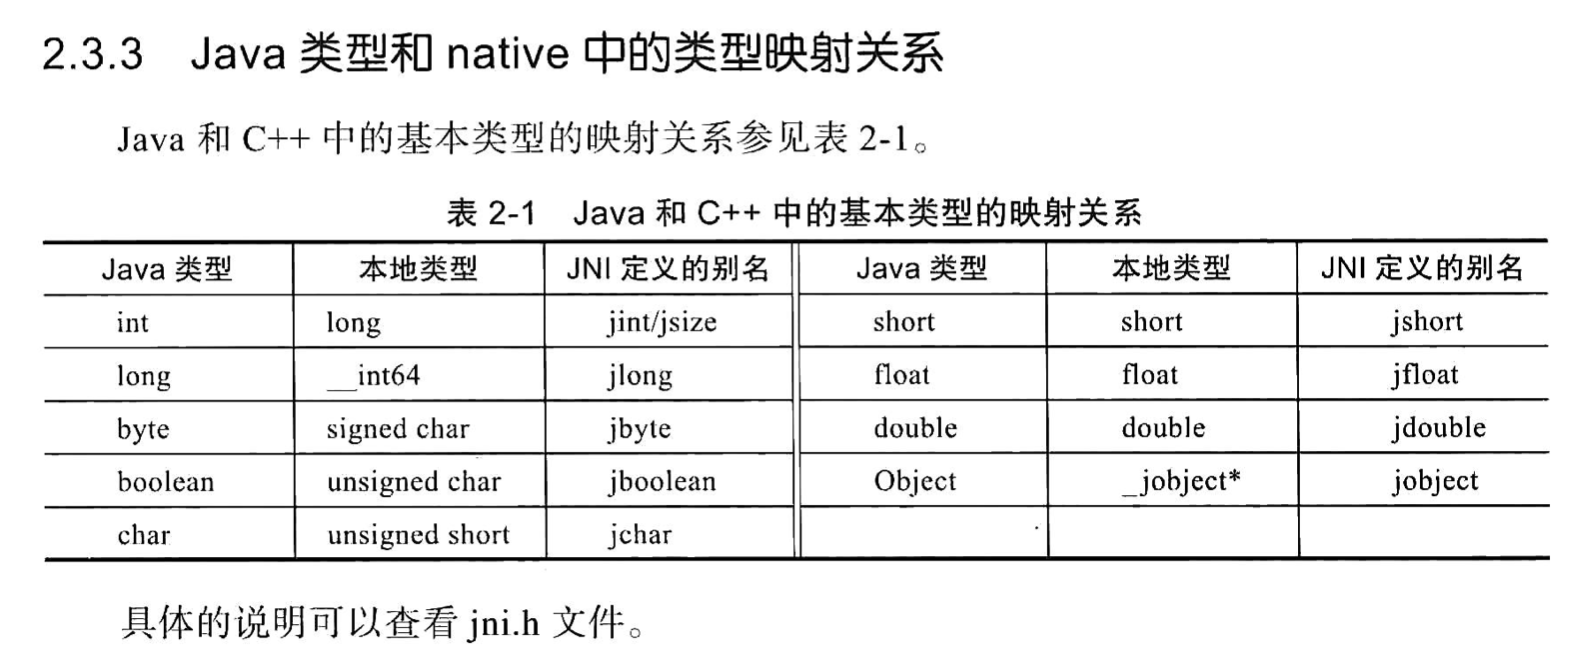 2.3.3 Java 类型和 native 中的类型映射关系
Java 和 C++ 中的基本类型的映射关系参见表 2-1。
表 2-1 Java 和 C++ 中的基本类型的映射关系
Java 类型 本地类型 JNI 定义的别名 Java 类型 本地类型 JNI 定义的别名
int long jint/jsize short short jshort
long __int64 jlong float float jfloat
byte signed char jbyte double double jdouble
boolean unsigned char jboolean Object _jobject* jobject
char unsigned short jchar
具体的说明可以查看 jni.h 文件。